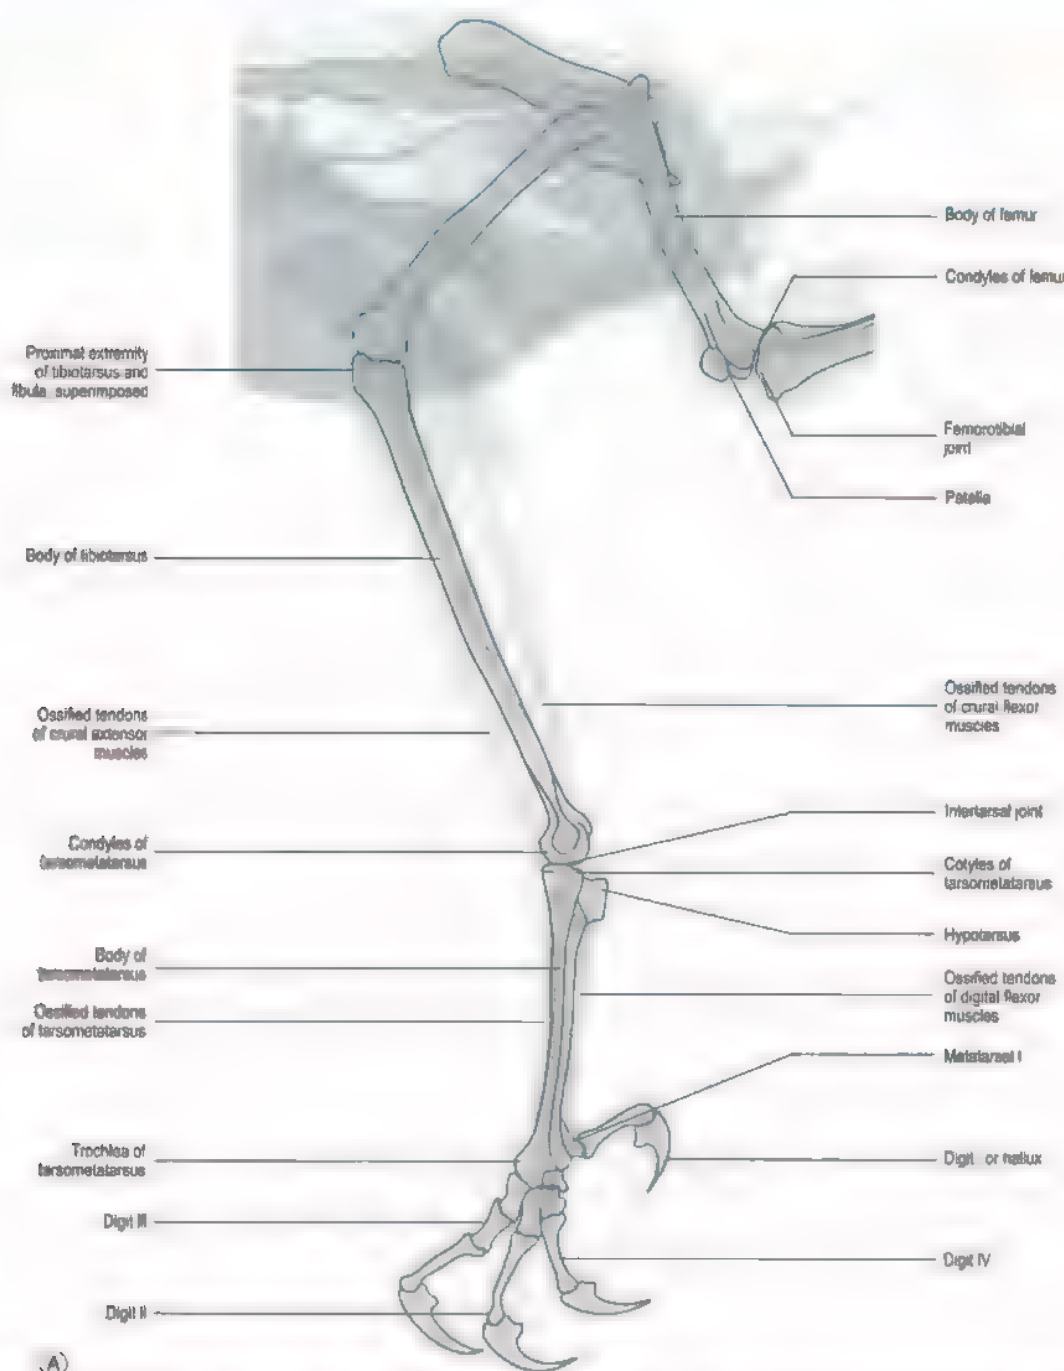 Body of femur
Condyles of femur
Proximal extremity
of tibiotarsus and
fibula superimposed
Femorotibial
joint
Patella
Body of tibiotarsus
Ossified tendons
of crural extensor
muscles
Ossified tendons
of crural flexor
muscles
Intertarsal joint
Condyles of
tarsometatarsus
Cotyles of
tarsometatarsus
Hypotarsus
Body of
tarsometatarsus
Ossified tendons
of digital flexor
muscles
Ossified tendons
of tarsometatarsus
Metatarsal I
Trochlea of
tarsometatarsus
Digit or hallux
Digit III
Digit IV
Digit II
(A)